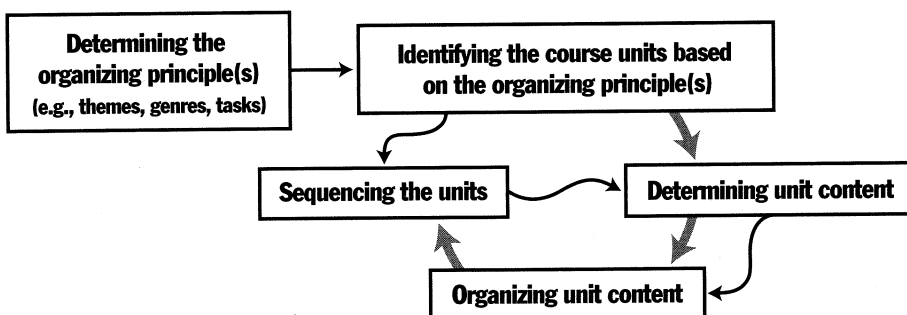 Determining the
organizing principle(s)
(e.g., themes, genres, tasks)
Identifying the course units based
on the organizing principle(s)
Sequencing the units
Determining unit content
Organizing unit content